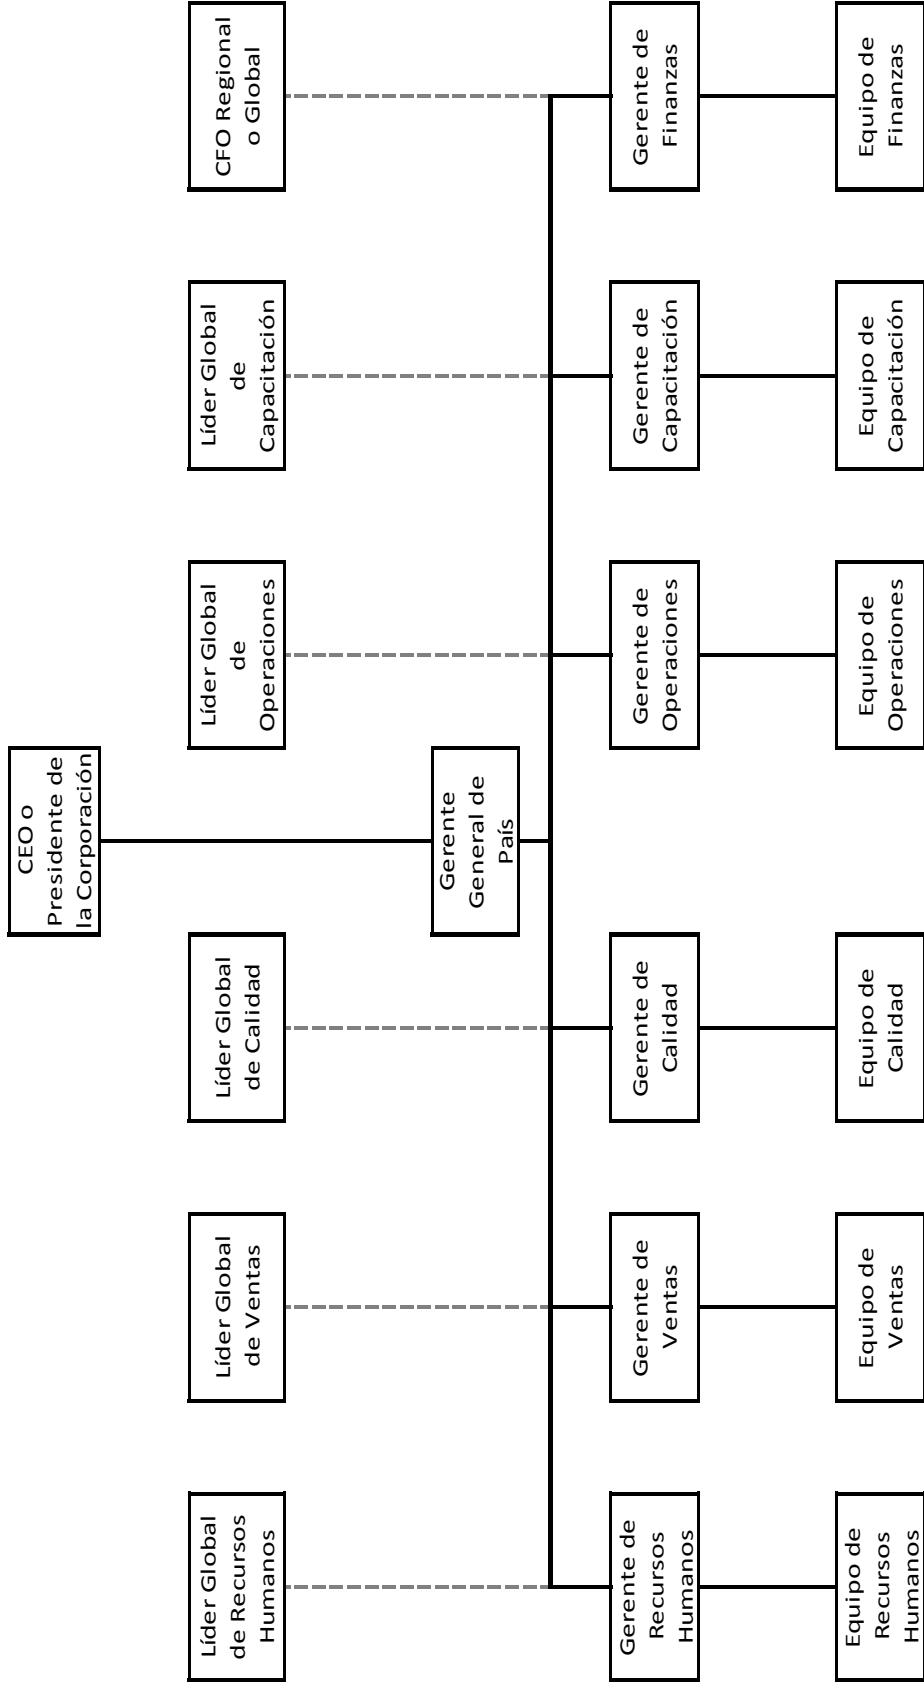 CEO o
Presidente de
la Corporación
Líder Global
de Recursos
Humanos
Líder Global
de Ventas
Líder Global
de Calidad
Líder Global
de
Operaciones
Líder Global
de
Capacitación
CFO Regional
o Global
Gerente
General de
País
Gerente de
Recursos
Humanos
Gerente de
Ventas
Gerente de
Calidad
Gerente de
Operaciones
Gerente de
Capacitación
Gerente de
Finanzas
Equipo de
Recursos
Humanos
Equipo de
Ventas
Equipo de
Calidad
Equipo de
Operaciones
Equipo de
Capacitación
Equipo de
Finanzas